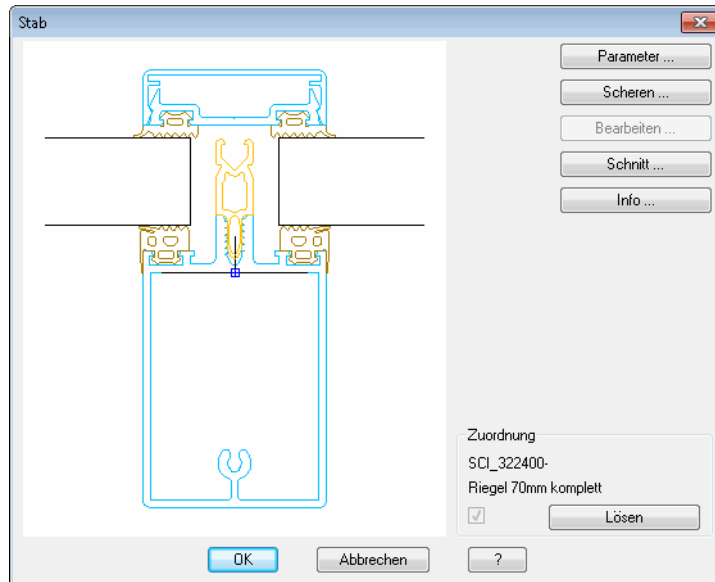 Stab
Parameter ...
Scheren ...
Bearbeiten ...
Schnitt ...
Info ...
Zuordnung
SCI_322400-
Riegel 70mm komplett
Lösen
OK
Abbrechen
?